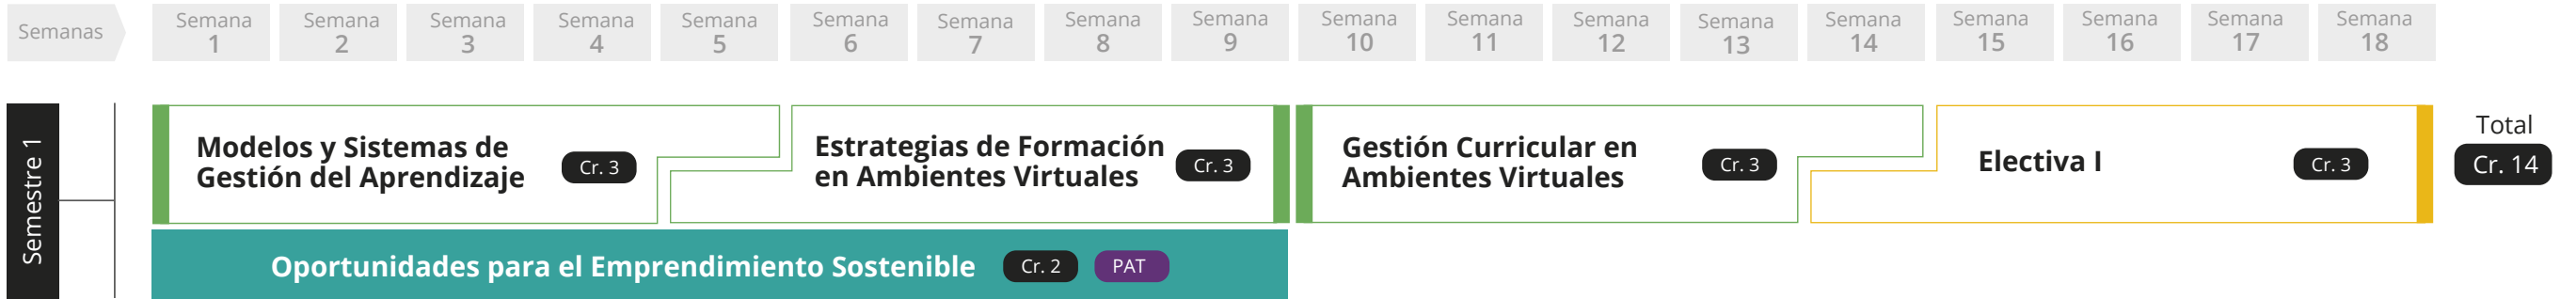 Semanas
Semana
1
Semana
2
Semana
3
Semana
4
Semana
5
Semana
6
Semana
7
Semana
8
Semana
9
Semana
10
Semana
11
Semana
12
Semana
13
Semana
14
Semana
15
Semana
16
Semana
17
Semana
18
Semestre 1
Modelos y Sistemas de
Gestión del Aprendizaje
Cr. 3
Estrategias de Formación
en Ambientes Virtuales
Cr. 3
Gestión Curricular en
Ambientes Virtuales
Cr. 3
Electiva I
Cr. 3
Total
Cr. 14
Oportunidades para el Emprendimiento Sostenible
Cr. 2
PAT